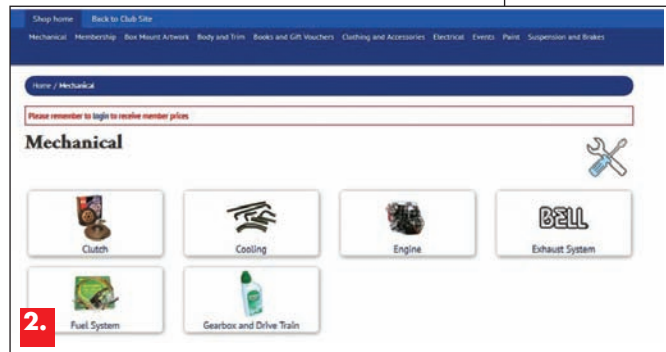 Shop home Back to Club Site
Mechanical Membership Box Mount Artwork Body and Trim Books and Gift Vouchers Clothing and Accessories Electrical Events Paint Suspension and Brakes
Home / Mechanical
Please remember to login to receive member prices
Mechanical
BELL
Clutch Cooling Engine Exhaust System
Fuel System Gearbox and Drive Train
2.